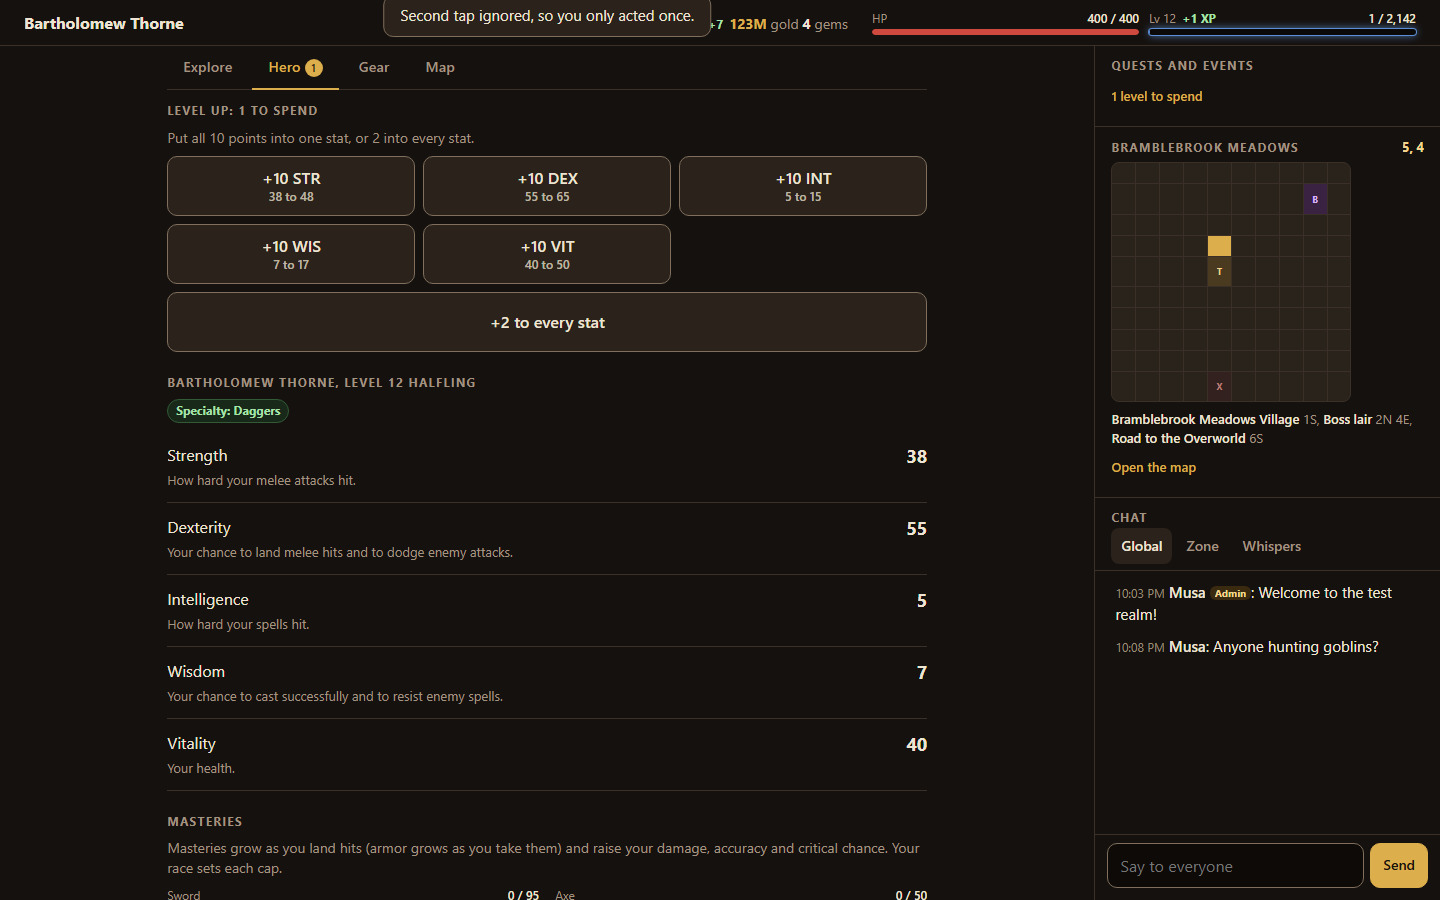 Bartholomew Thorne
Second tap ignored, so you only acted once.
+7 123M gold 4 gems
HP 400 / 400
Lv 12 +1 XP 1 / 2,142
Explore Hero 1 Gear Map
LEVEL UP: 1 TO SPEND
Put all 10 points into one stat, or 2 into every stat.
+10 STR
38 to 48
+10 DEX
55 to 65
+10 INT
5 to 15
+10 WIS
7 to 17
+10 VIT
40 to 50
+2 to every stat
BARTHOLOMEW THORNE, LEVEL 12 HALFLING
Specialty: Daggers
Strength 38
How hard your melee attacks hit.
Dexterity 55
Your chance to land melee hits and to dodge enemy attacks.
Intelligence 5
How hard your spells hit.
Wisdom 7
Your chance to cast successfully and to resist enemy spells.
Vitality 40
Your health.
MASTERIES
Masteries grow as you land hits (armor grows as you take them) and raise your damage, accuracy and critical chance. Your
race sets each cap.
Sword 0 / 95 Axe 0 / 50
QUESTS AND EVENTS
1 level to spend
BRAMBLEBROOK MEADOWS 5, 4
B
T
X
Bramblebrook Meadows Village 1S, Boss lair 2N 4E,
Road to the Overworld 6S
Open the map
CHAT
Global Zone Whispers
10:03 PM Musa Admin: Welcome to the test
realm!
10:08 PM Musa: Anyone hunting goblins?
Say to everyone Send